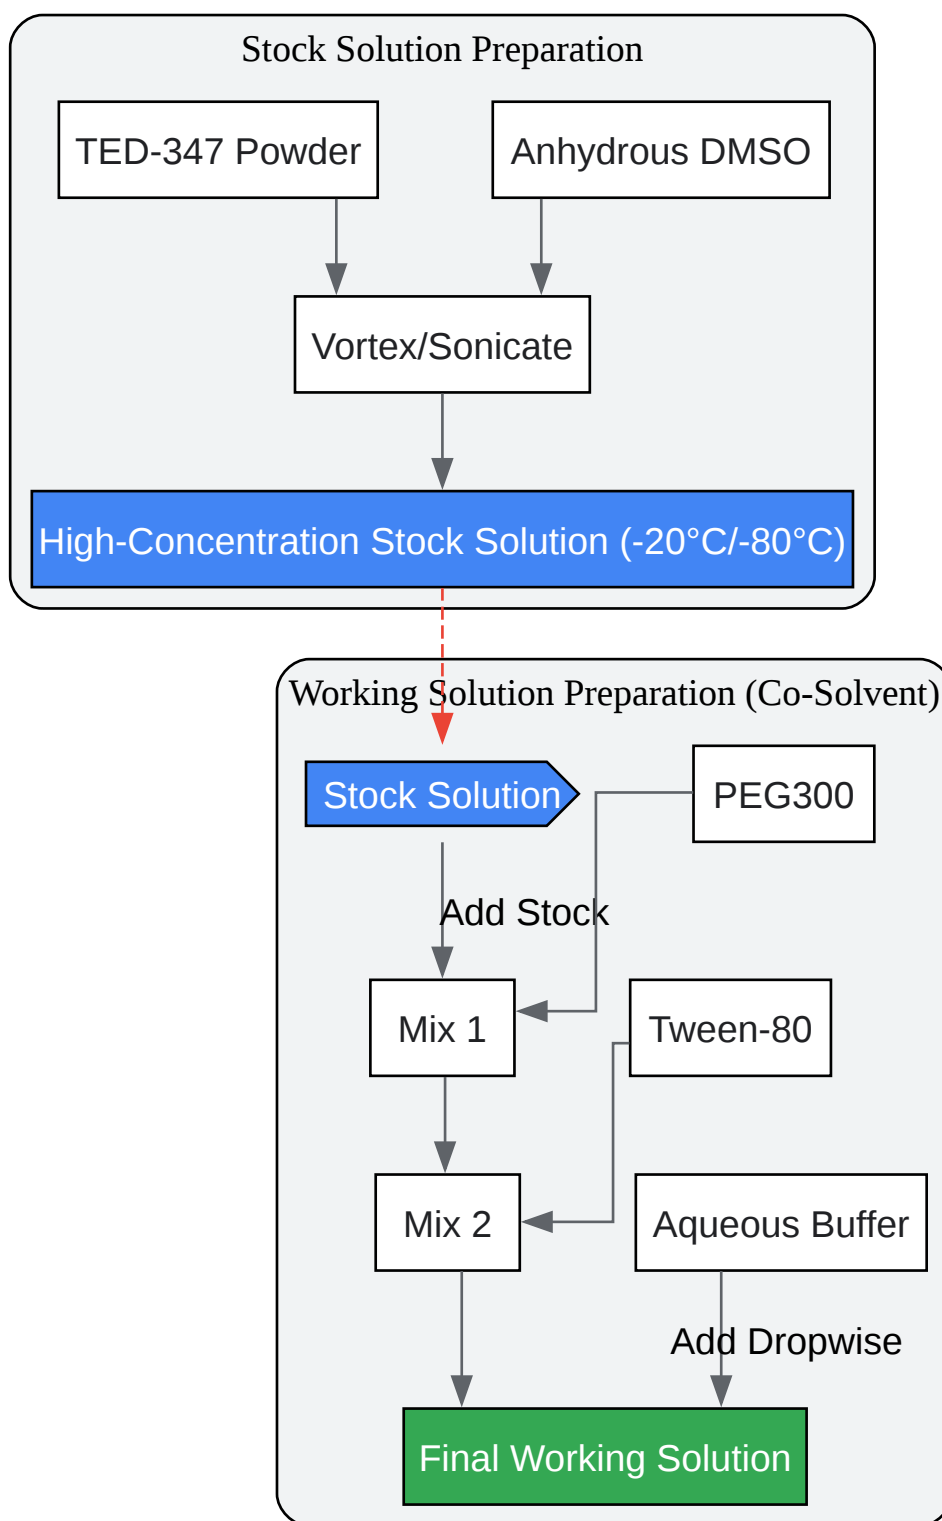 Stock Solution Preparation
TED-347 Powder
Anhydrous DMSO
Vortex/Sonicate
High-Concentration Stock Solution (-20°C/-80°C)
Working Solution Preparation (Co-Solvent)
Stock Solution
PEG300
Add Stock
Mix 1
Tween-80
Mix 2
Aqueous Buffer
Add Dropwise
Final Working Solution